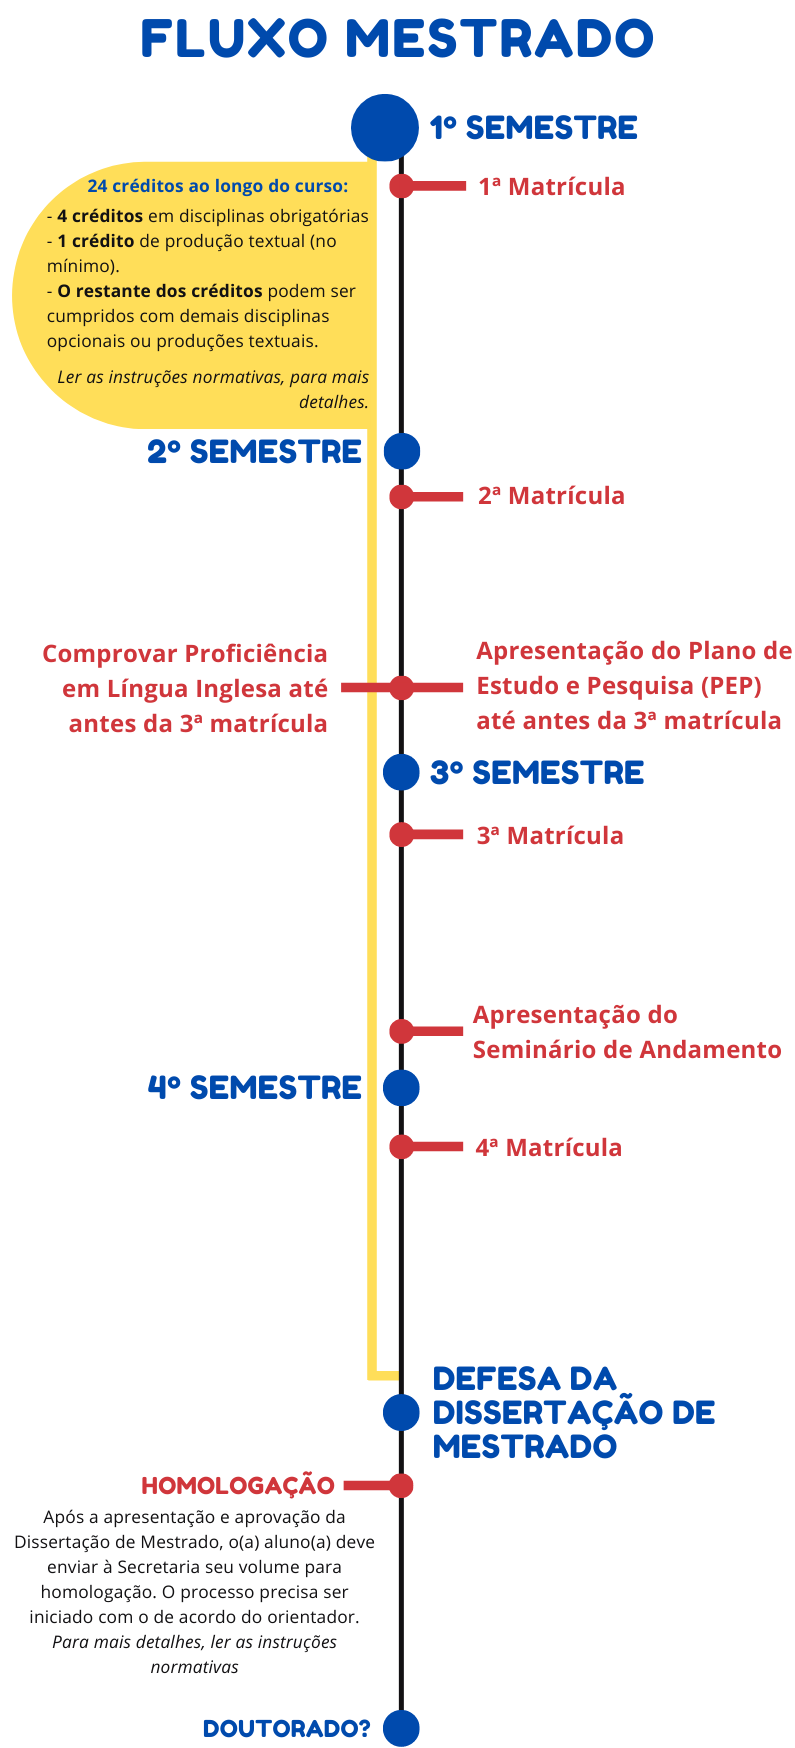 FLUXO MESTRADO
1º SEMESTRE
1ª Matrícula
24 créditos ao longo do curso:
- 4 créditos em disciplinas obrigatórias
- 1 crédito de produção textual (no
mínimo).
- O restante dos créditos podem ser
cumpridos com demais disciplinas
opcionais ou produções textuais.
Ler as instruções normativas, para mais
detalhes.
2º SEMESTRE
2ª Matrícula
Comprovar Proficiência
em Língua Inglesa até
antes da 3ª matrícula
Apresentação do Plano de
Estudo e Pesquisa (PEP)
até antes da 3ª matrícula
3º SEMESTRE
3ª Matrícula
Apresentação do
Seminário de Andamento
4º SEMESTRE
4ª Matrícula
DEFESA DA
DISSERTAÇÃO DE
MESTRADO
HOMOLOGAÇÃO
Após a apresentação e aprovação da
Dissertação de Mestrado, o(a) aluno(a) deve
enviar à Secretaria seu volume para
homologação. O processo precisa ser
iniciado com o de acordo do orientador.
Para mais detalhes, ler as instruções
normativas
DOUTORADO?